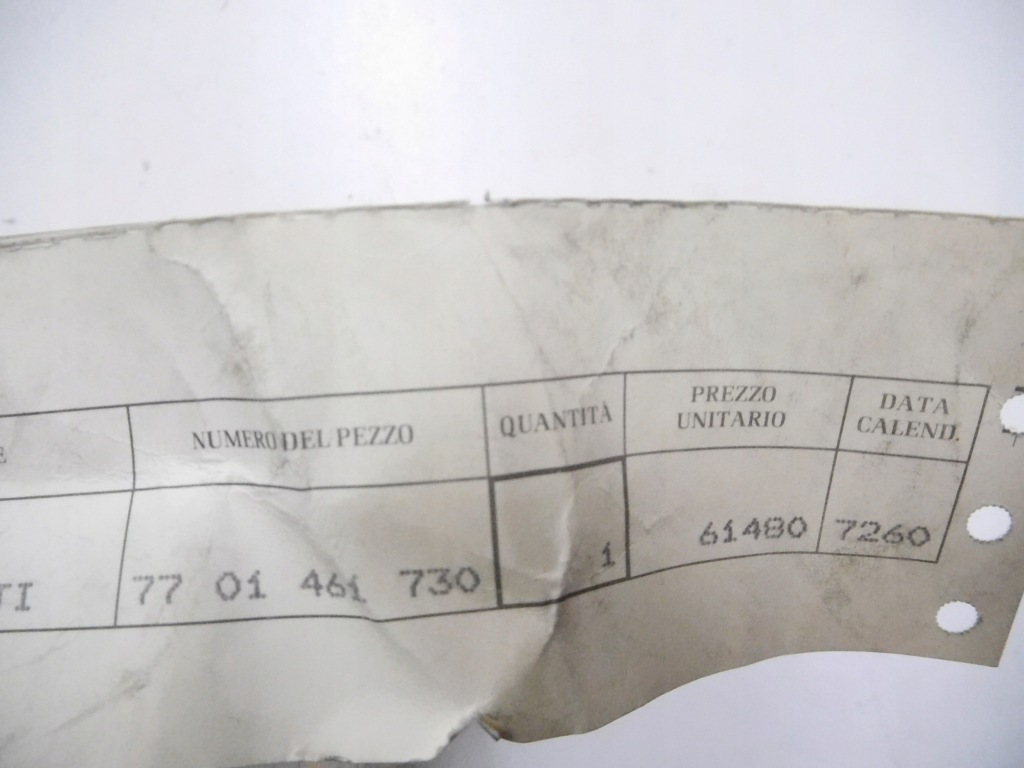 E NUMERO DEL PEZZO QUANTITÀ PREZZO UNITARIO DATA CALEND.
TI 77 01 461 730 1 61480 7260